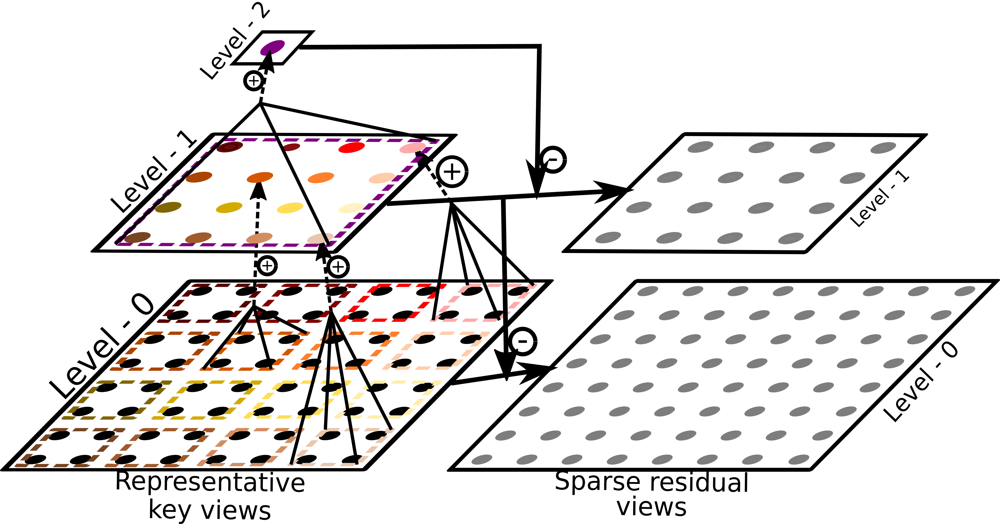 Level - 2
+
Level - 1
+
-
Level - 1
+
+
Level - 0
-
Level - 0
Representative
key views
Sparse residual
views